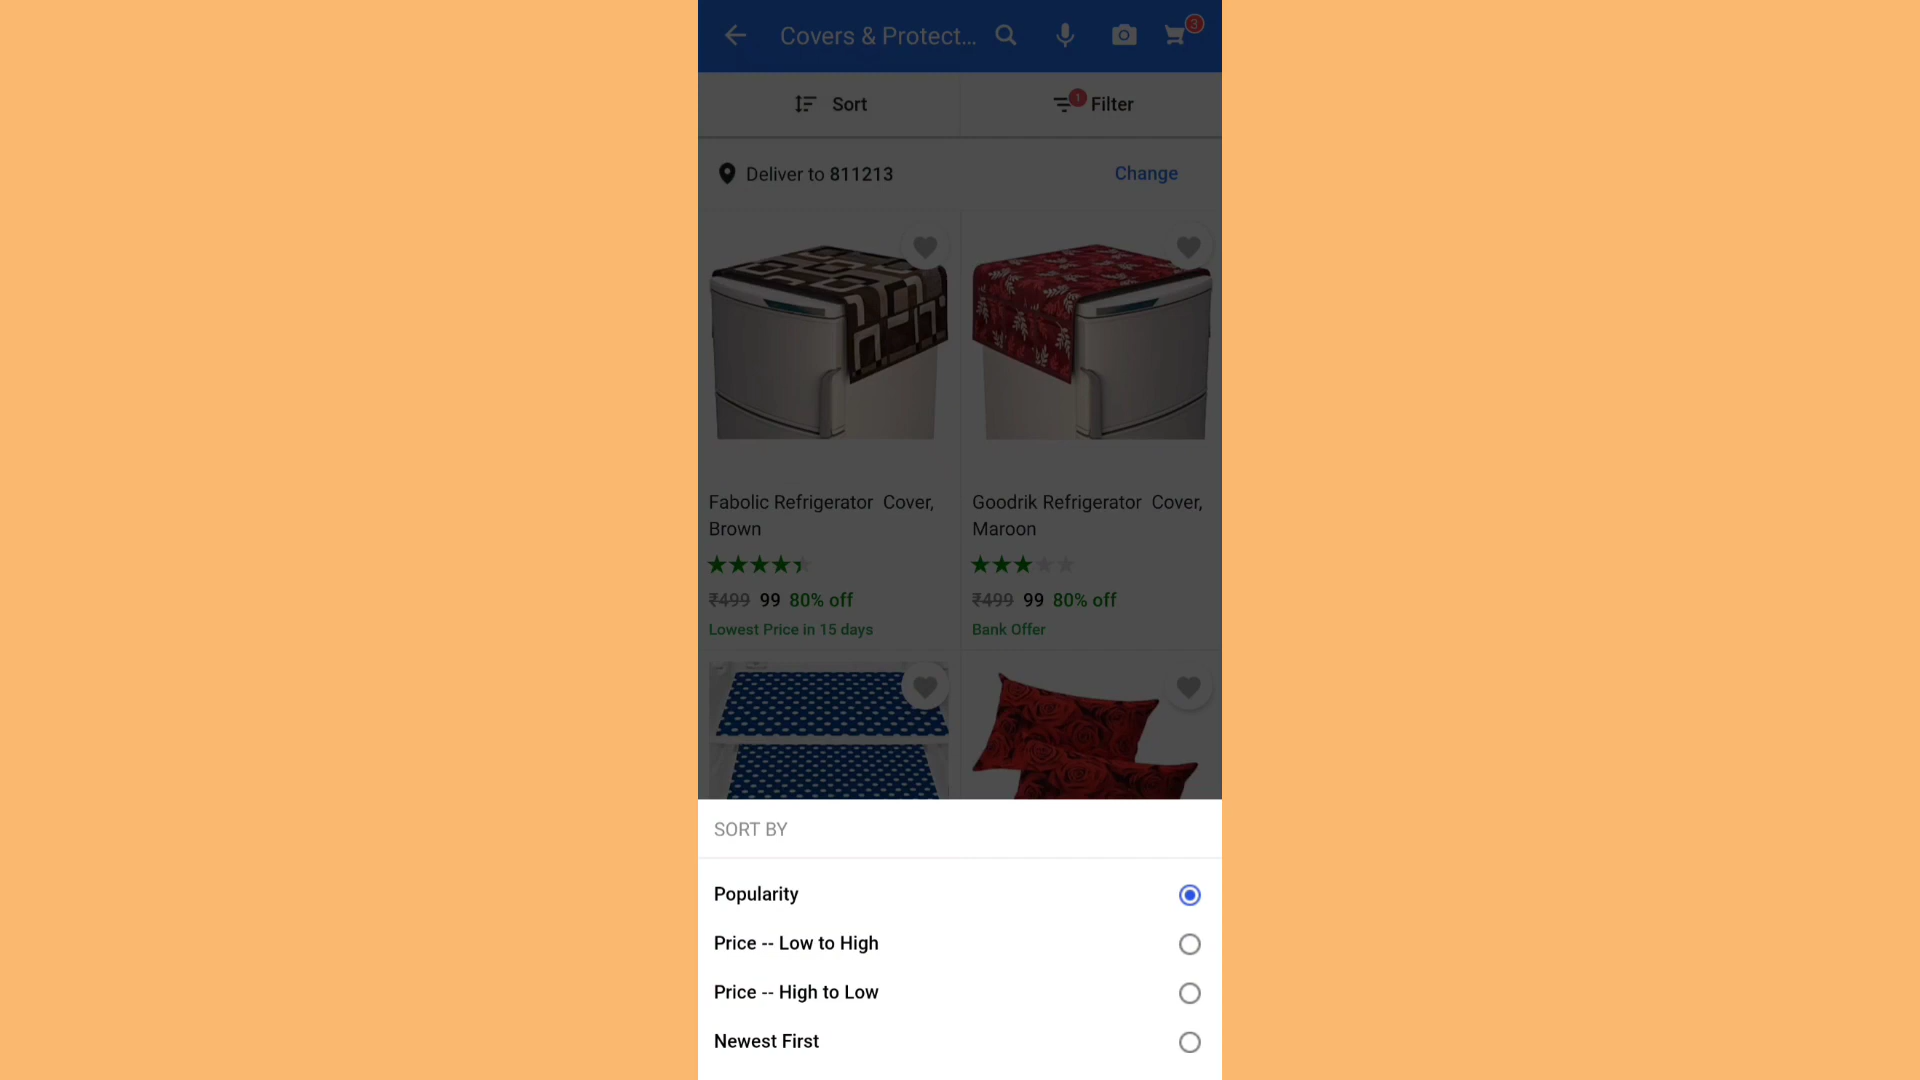 Covers & Protect...
3
Sort
1
Filter
Deliver to 811213
Change
Fabolic Refrigerator Cover,
Brown
Goodrik Refrigerator Cover,
Maroon
₹499 99 80% off
₹499 99 80% off
Lowest Price in 15 days
Bank Offer
SORT BY
Popularity
Price -- Low to High
Price -- High to Low
Newest First